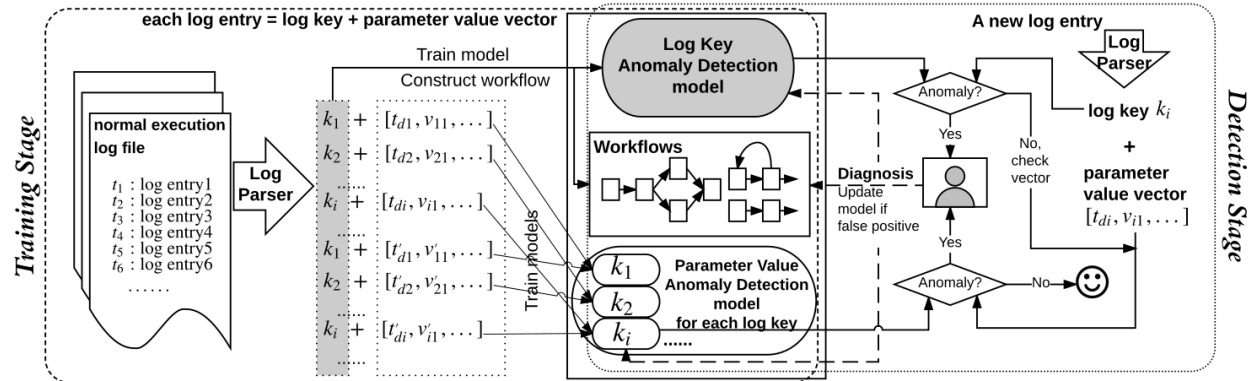 each log entry = log key + parameter value vector
Training Stage
normal execution
log file
t1 : log entry1
t2 : log entry2
t3 : log entry3
t4 : log entry4
t5 : log entry5
t6 : log entry6
......
Log
Parser
Train model
Construct workflow
k1 + [td1, v11, . . . ]
k2 + [td2, v21, . . . ]
......
ki + [tdi, vi1, . . . ]
......
k1 + [t'd1, v'11, . . . ]
k2 + [t'd2, v'21, . . . ]
......
ki + [t'di, v'i1, . . . ]
......
Train models
Log Key
Anomaly Detection
model
Workflows
k1
k2
ki
Parameter Value
Anomaly Detection
model
for each log key
......
Diagnosis
Update
model if
false positive
A new log entry
Log
Parser
Anomaly?
Yes
No,
check
vector
log key ki
+
parameter
value vector
[tdi, vi1, . . . ]
Yes
Anomaly?
No
Detection Stage